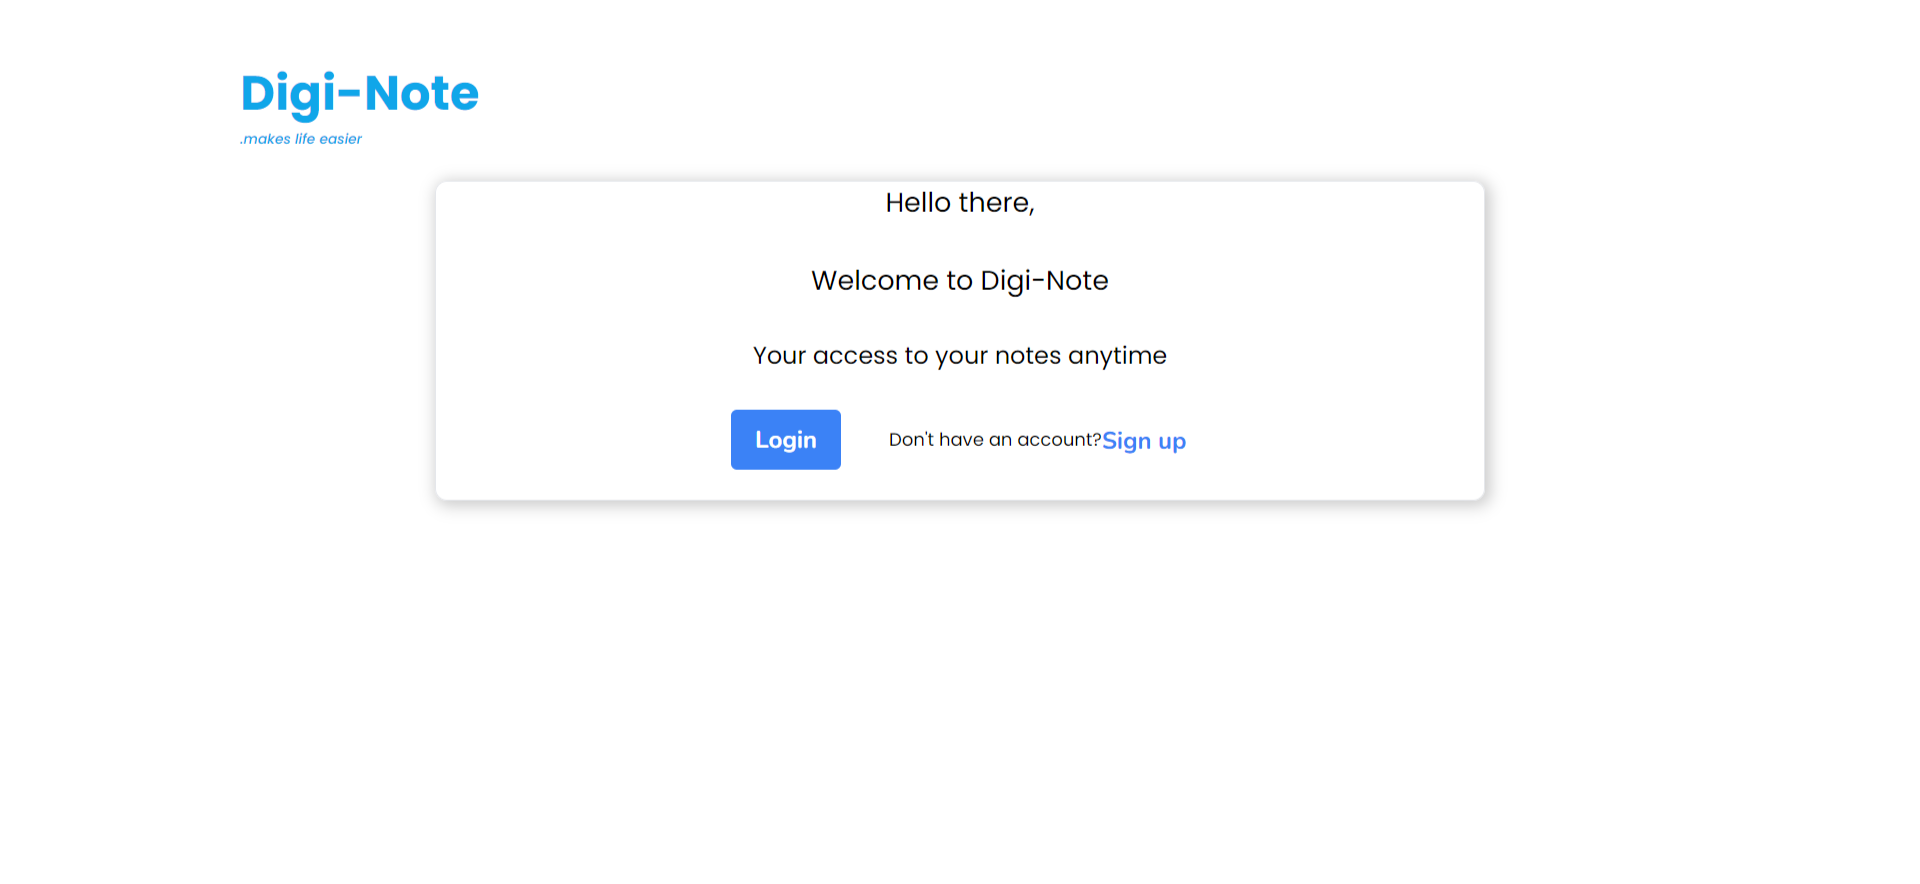 Digi-Note
.makes life easier
Hello there,
Welcome to Digi-Note
Your access to your notes anytime
Login
Don't have an account?Sign up